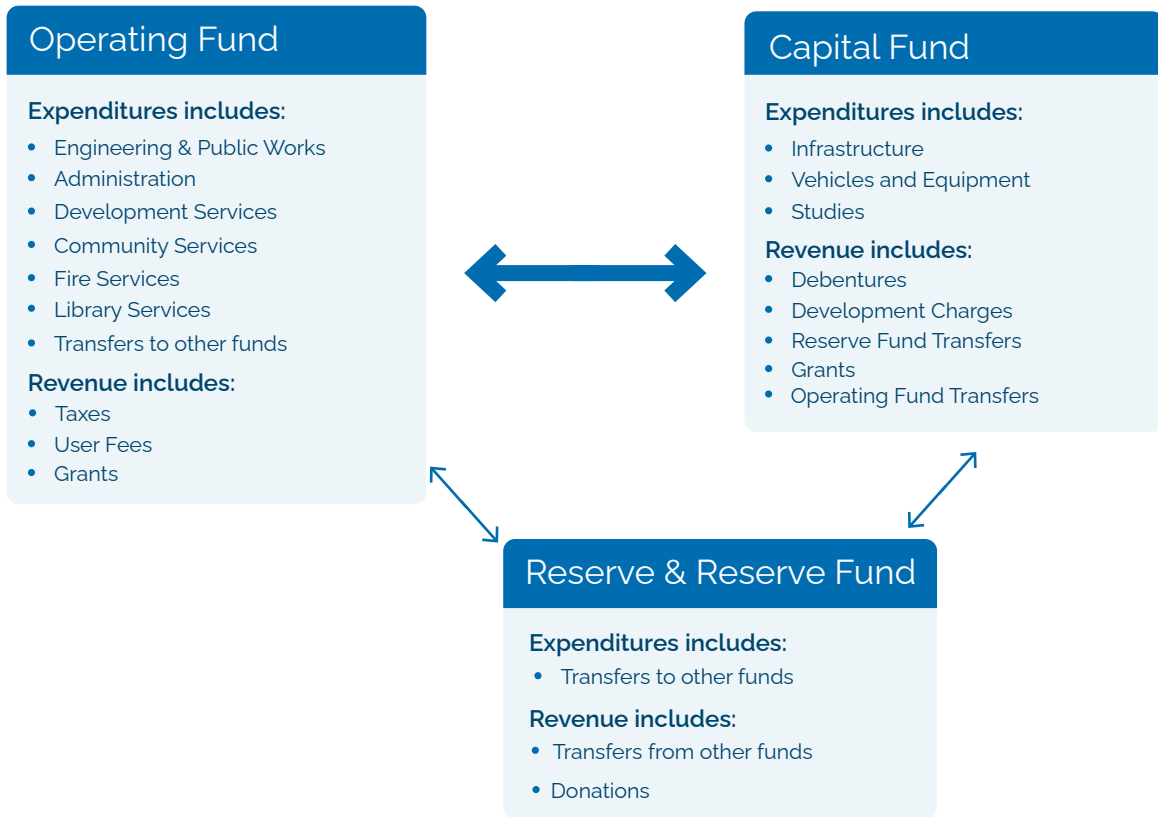 Operating Fund
Expenditures includes:
• Engineering & Public Works
• Administration
• Development Services
• Community Services
• Fire Services
• Library Services
• Transfers to other funds
Revenue includes:
• Taxes
• User Fees
• Grants
Capital Fund
Expenditures includes:
• Infrastructure
• Vehicles and Equipment
• Studies
Revenue includes:
• Debentures
• Development Charges
• Reserve Fund Transfers
• Grants
• Operating Fund Transfers
Reserve & Reserve Fund
Expenditures includes:
• Transfers to other funds
Revenue includes:
• Transfers from other funds
• Donations